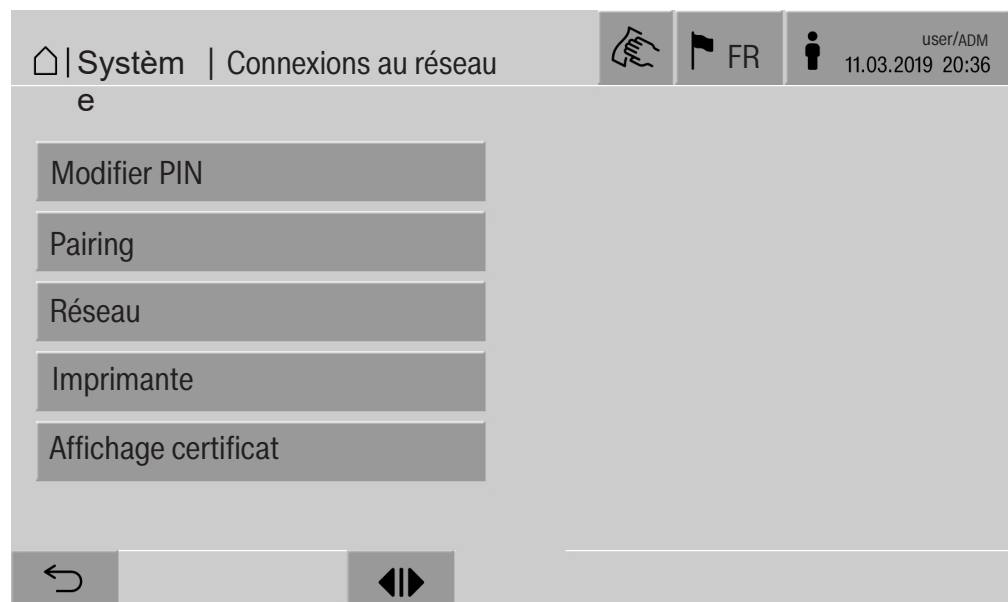 | Systèm | Connexions au réseau
e
FR
user/ADM
11.03.2019 20:36
Modifier PIN
Pairing
Réseau
Imprimante
Affichage certificat